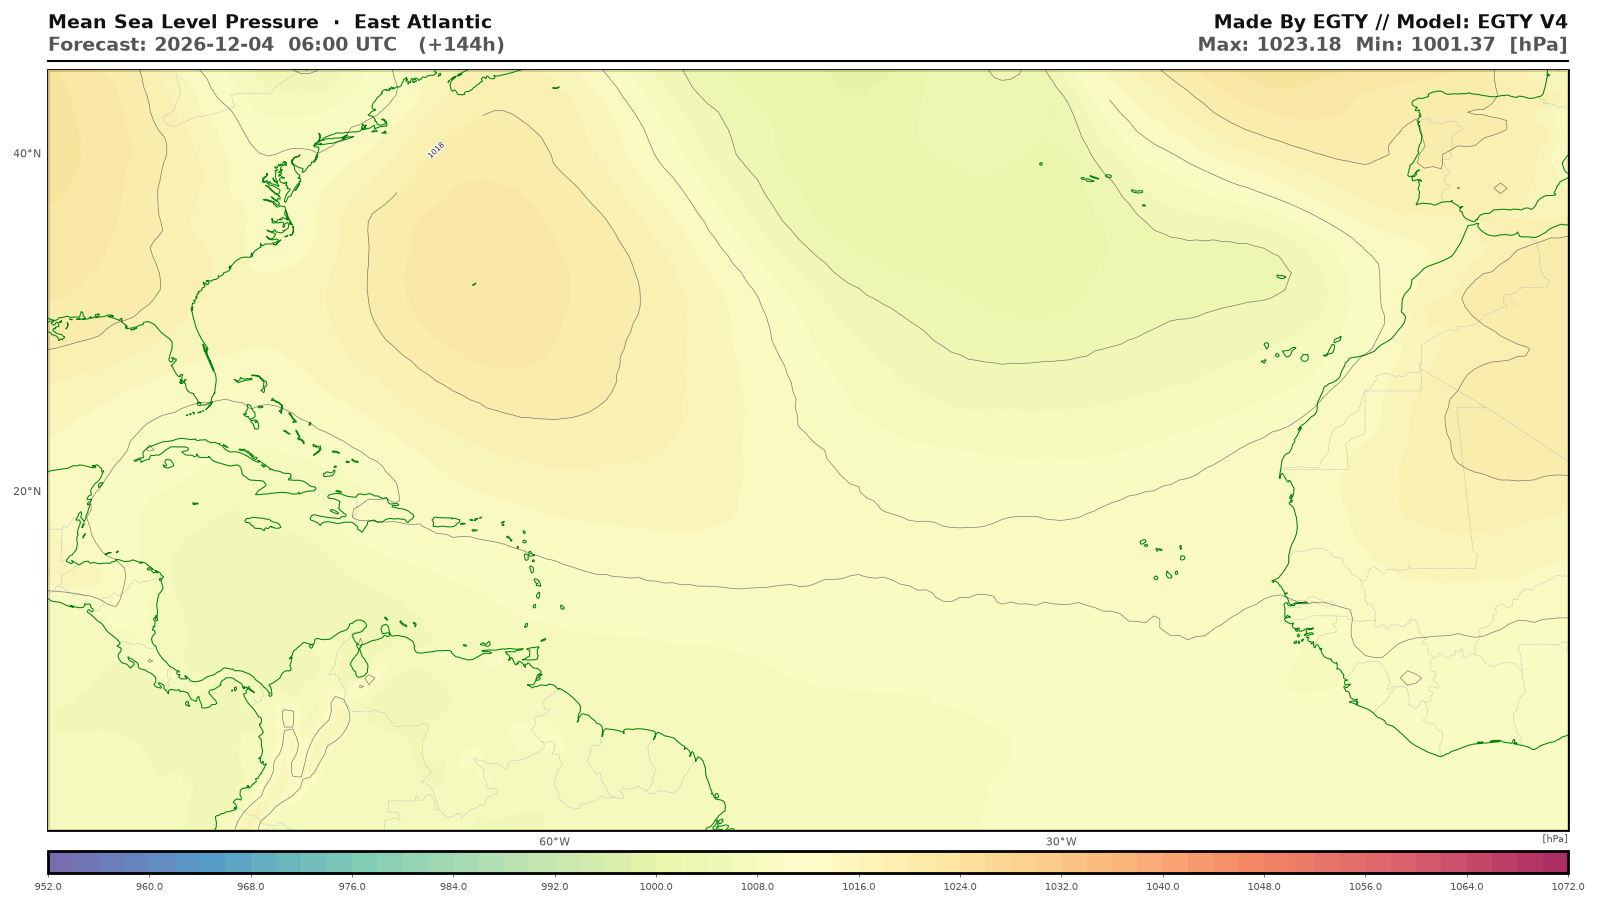 Mean Sea Level Pressure · East Atlantic
Made By EGTY // Model: EGTY V4
Forecast: 2026-12-04 06:00 UTC (+144h)
Max: 1023.18 Min: 1001.37 [hPa]
1018
40°N
20°N
60°W
30°W
[hPa]
952.0 960.0 968.0 976.0 984.0 992.0 1000.0 1008.0 1016.0 1024.0 1032.0 1040.0 1048.0 1056.0 1064.0 1072.0